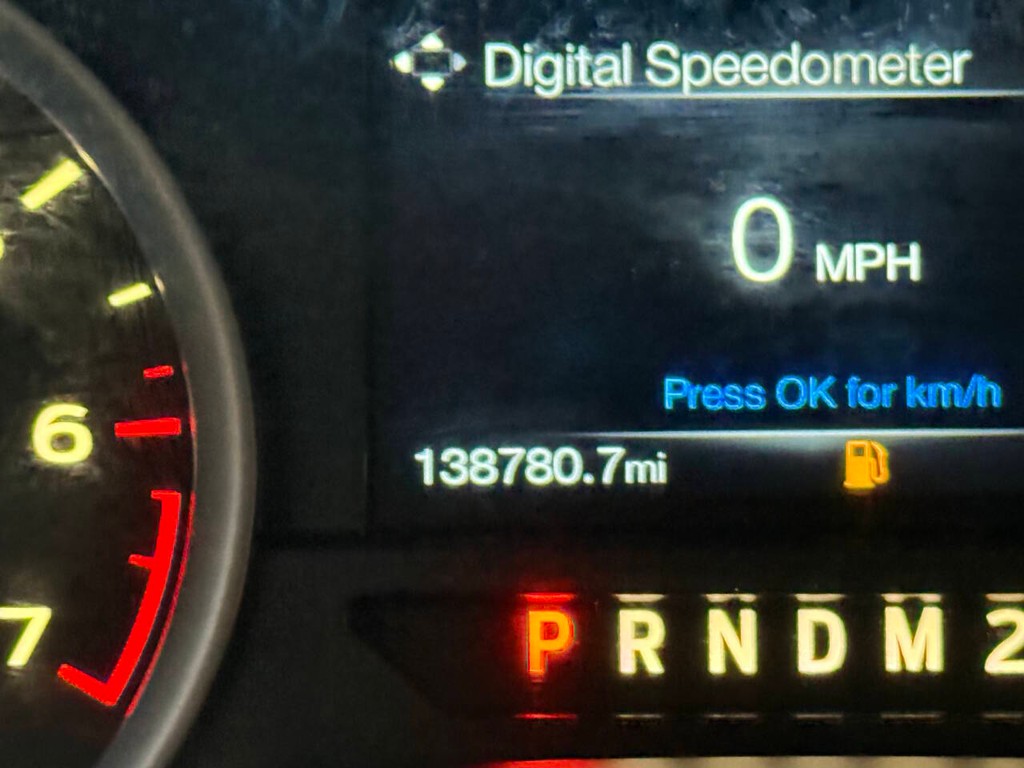 Digital Speedometer
0 MPH
Press OK for km/h
6
138780.7mi
7
P R N D M 2